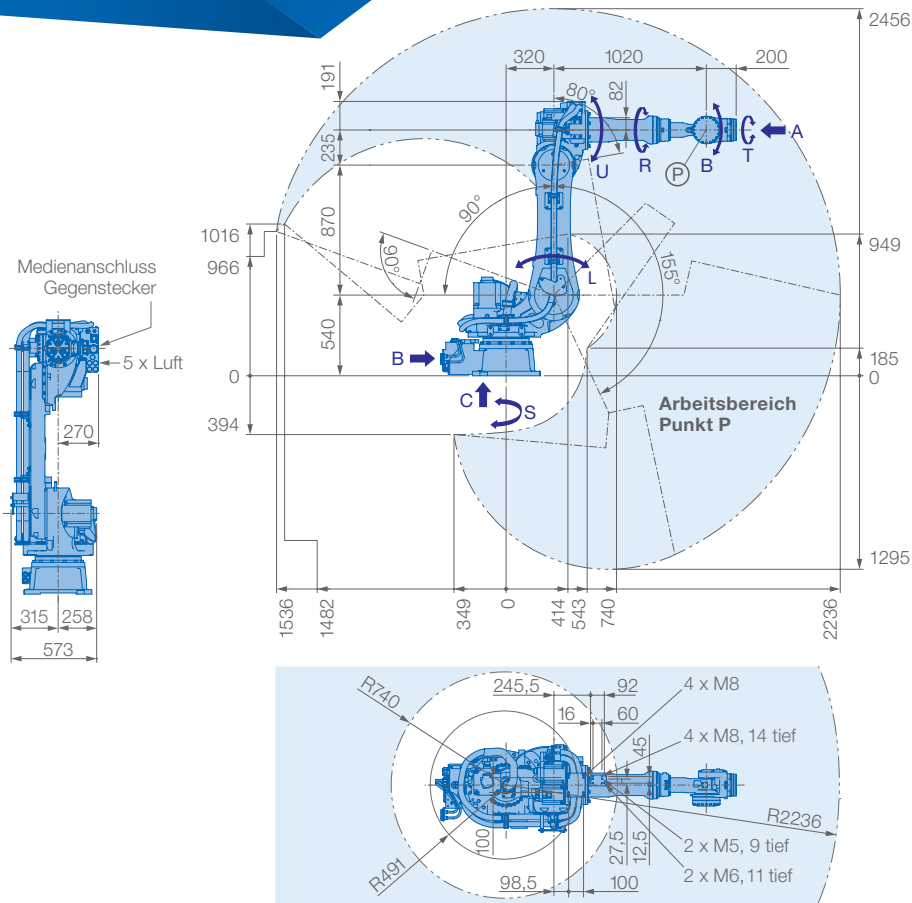 2456
320
1020
200
191
82
80°
A
235
U
R
B
T
P
90°
870
1016
966
90°
949
155°
L
Medienanschluss
Gegenstecker
540
5 x Luft
B
185
0
0
C
S
394
270
Arbeitsbereich
Punkt P
1295
315
258
573
1536
1482
349
0
414
543
740
2236
R740
245,5
92
4 x M8
16
60
4 x M8, 14 tief
45
R2236
100
27,5
12,5
2 x M5, 9 tief
R491
2 x M6, 11 tief
98,5
100